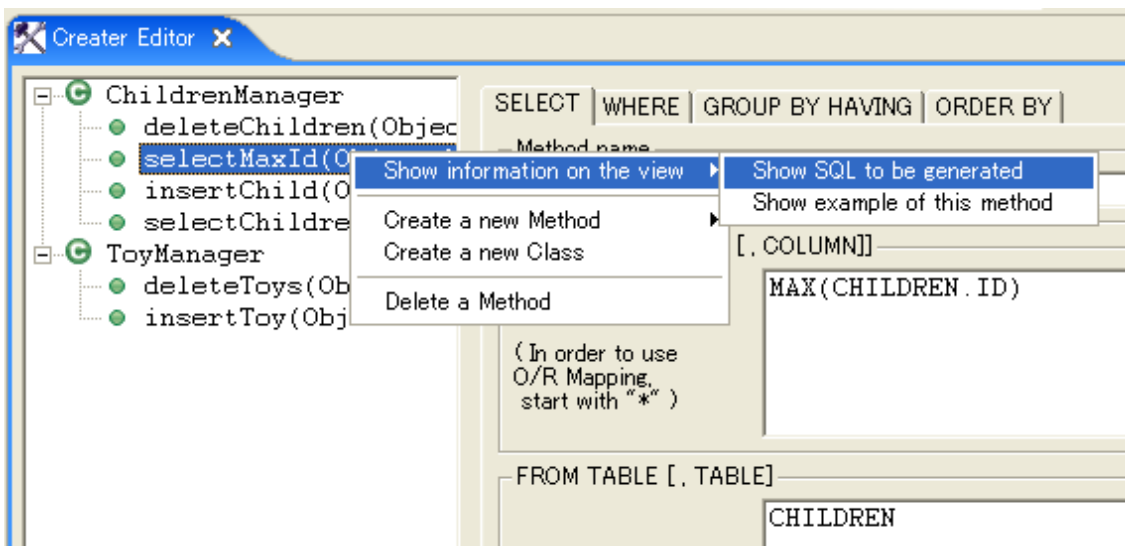 Creater Editor
ChildrenManager
deleteChildren(Objec
selectMaxId(O
insertChild(O
selectChildre
ToyManager
deleteToys(Ob
insertToy(Obj
Show information on the view
Create a new Method
Create a new Class
Delete a Method
Show SQL to be generated
Show example of this method
SELECT WHERE GROUP BY HAVING ORDER BY
Method name
[, COLUMN]]
MAX(CHILDREN.ID)
(In order to use
O/R Mapping,
start with "*" )
FROM TABLE [, TABLE]
CHILDREN